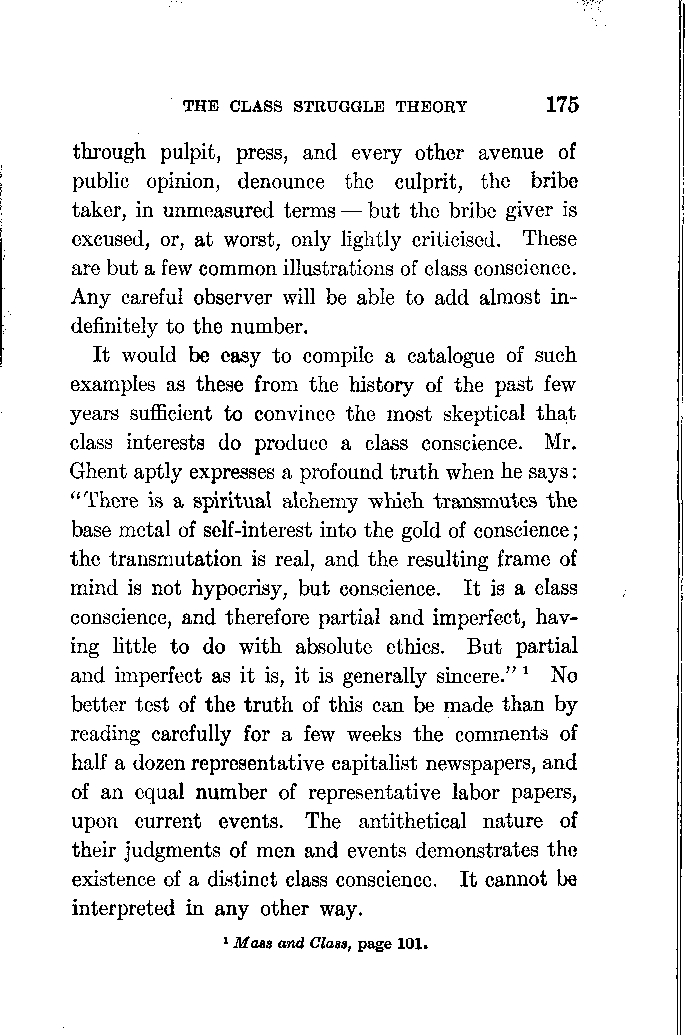 THE CLASS STRUGGLE THEORY 175
through pulpit, press, and every other avenue of
public opinion, denounce the culprit, the bribe
taker, in unmeasured terms — but the bribe giver is
excused, or, at worst, only lightly criticised. These
are but a few common illustrations of class conscience.
Any careful observer will be able to add almost in-
definitely to the number.
It would be easy to compile a catalogue of such
examples as these from the history of the past few
years sufficient to convince the most skeptical that
class interests do produce a class conscience. Mr.
Ghent aptly expresses a profound truth when he says:
“There is a spiritual alchemy which transmutes the
base metal of self-interest into the gold of conscience;
the transmutation is real, and the resulting frame of
mind is not hypocrisy, but conscience. It is a class
conscience, and therefore partial and imperfect, hav-
ing little to do with absolute ethics. But partial
and imperfect as it is, it is generally sincere.” ¹ No
better test of the truth of this can be made than by
reading carefully for a few weeks the comments of
half a dozen representative capitalist newspapers, and
of an equal number of representative labor papers,
upon current events. The antithetical nature of
their judgments of men and events demonstrates the
existence of a distinct class conscience. It cannot be
interpreted in any other way.
¹ Mass and Class, page 101.